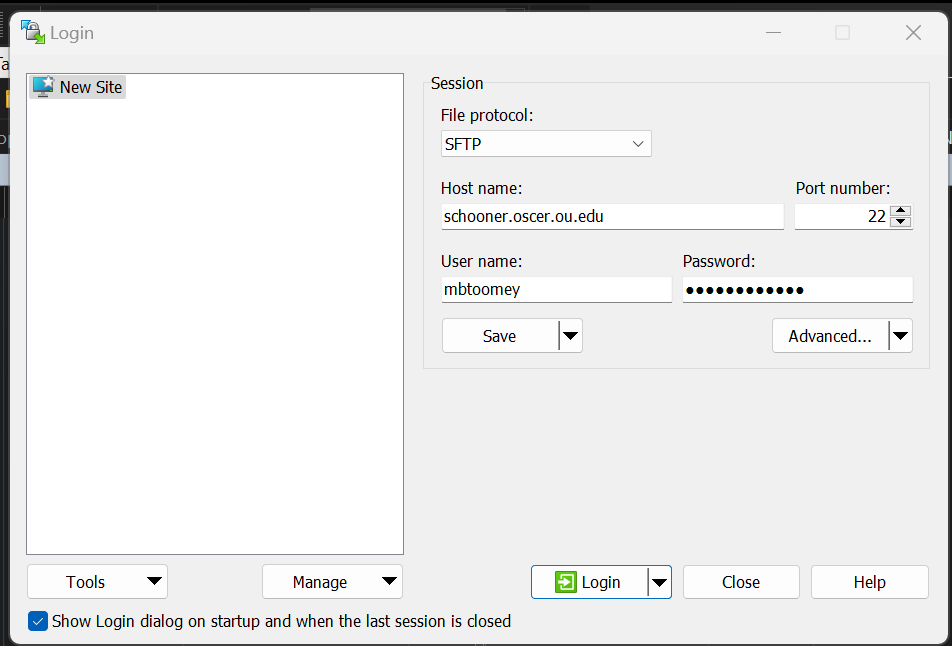 Login
New Site
Session
File protocol:
SFTP
Host name:
Port number:
schooner.oscer.ou.edu
22
User name:
Password:
mbtoomey
●●●●●●●●●●●●
Save
Advanced...
Tools
Manage
Login
Close
Help
Show Login dialog on startup and when the last session is closed